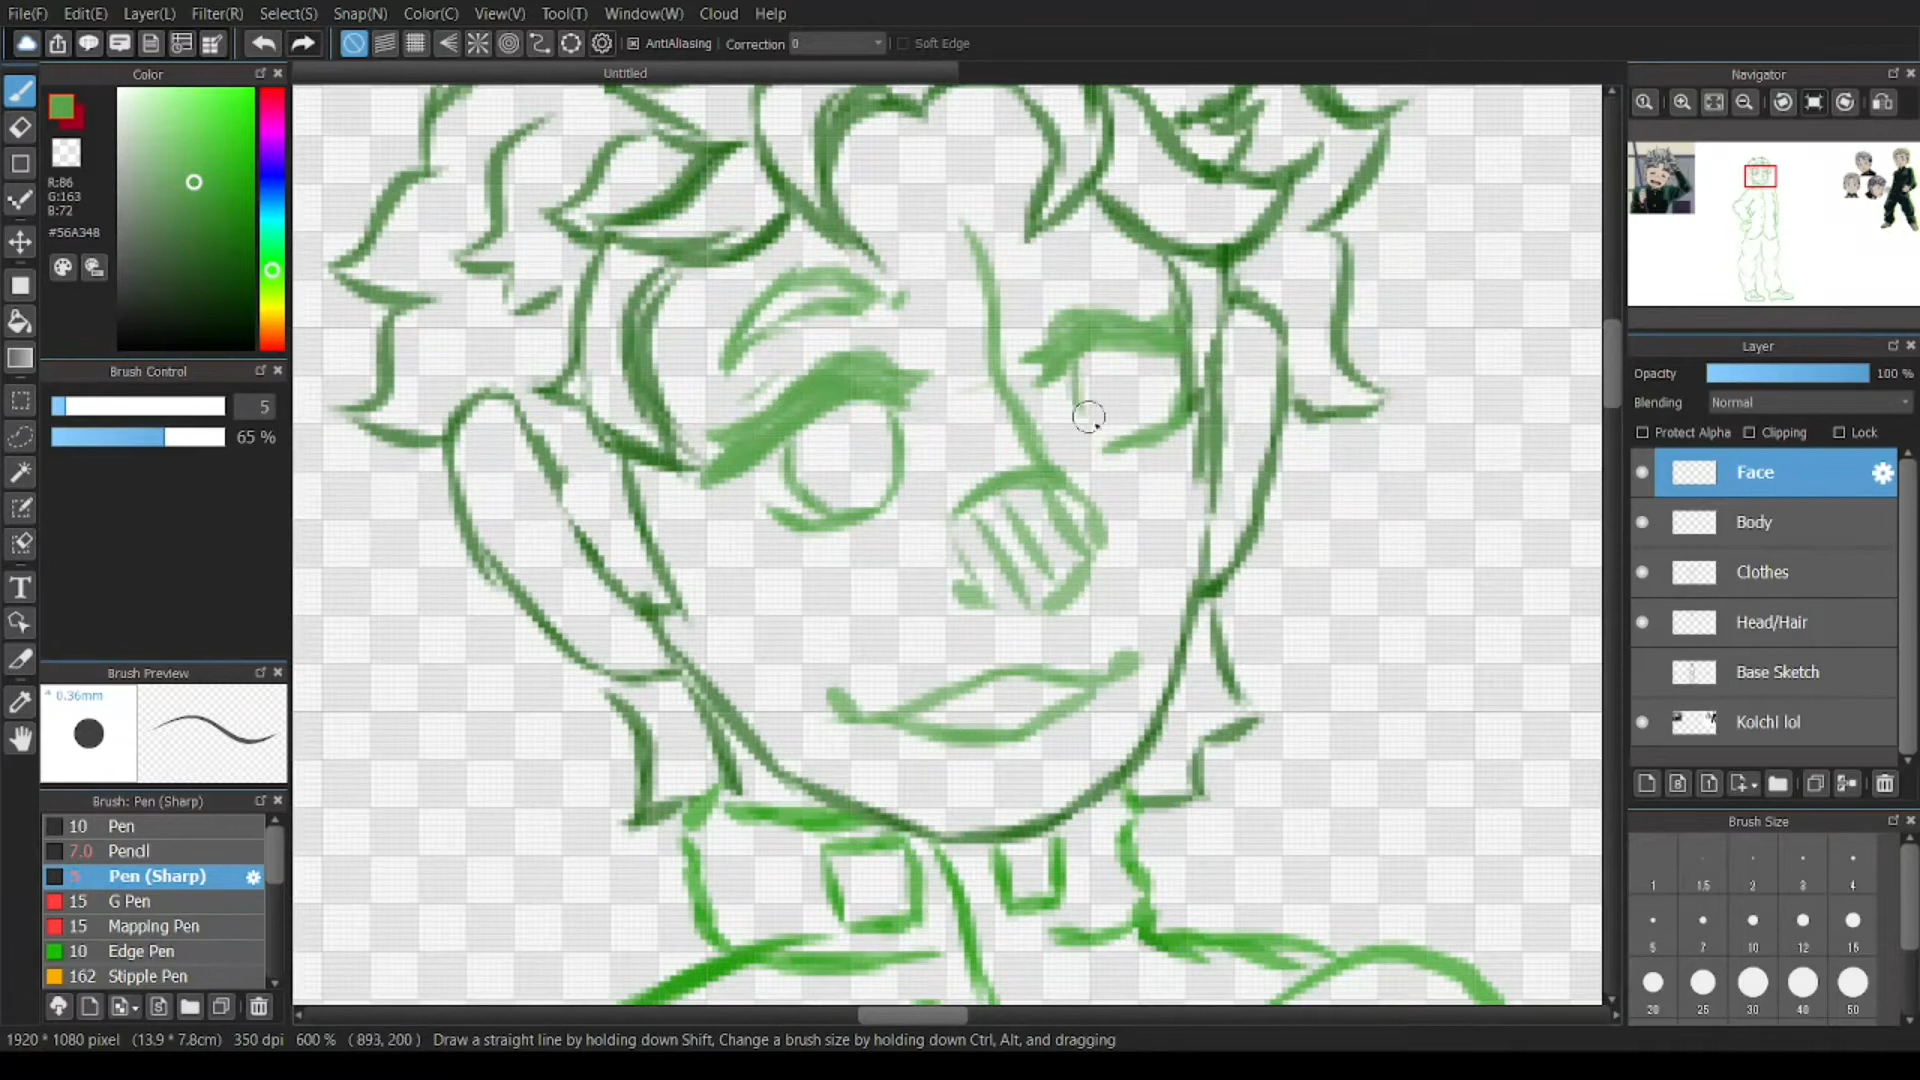 File(F) Edit(E) Layer(L) Filter(R) Select(S) Snap(N) Color(C) View(V) Tool(T) Window(W) Cloud Help
AntiAliasing Correction 0 Soft Edge
Color
Untitled
Navigator
R:86
G:163
B:72
#56A348
Brush Control
5
65 %
Layer
Opacity 100 %
Blending Normal
Protect Alpha Clipping Lock
Face
Body
Clothes
Head/Hair
Base Sketch
Koichi lol
Brush Preview
* 0.36mm
Brush: Pen (Sharp)
10 Pen
7.0 Pencil
5 Pen (Sharp)
15 G Pen
15 Mapping Pen
10 Edge Pen
162 Stipple Pen
Brush Size
1 1.5 2 3 4
5 7 10 12 15
20 25 30 40 50
1920 * 1080 pixel (13.9 * 7.8cm) 350 dpi 600 % ( 893, 200 ) Draw a straight line by holding down Shift, Change a brush size by holding down Ctrl, Alt, and dragging